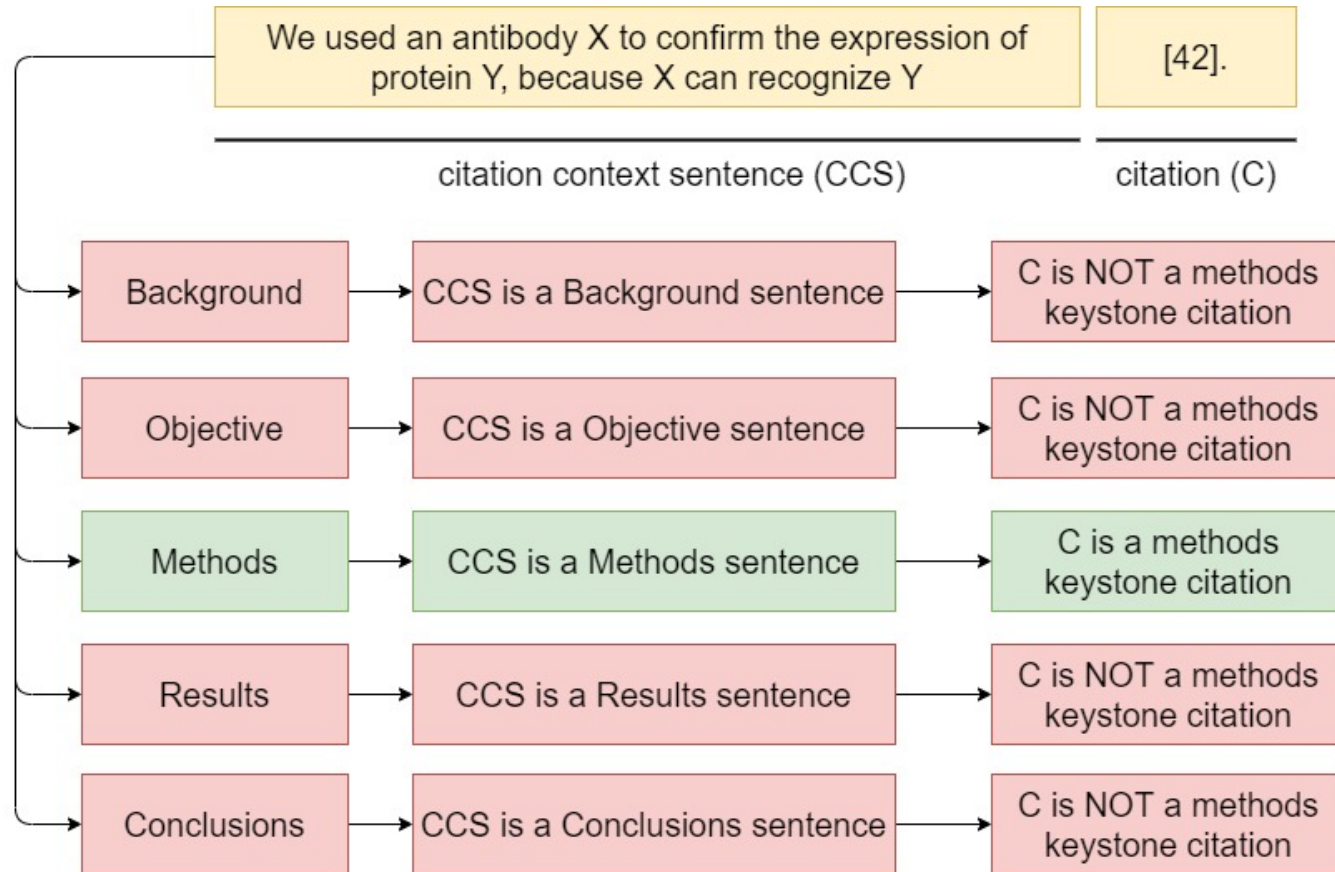 We used an antibody X to confirm the expression of
protein Y, because X can recognize Y
[42].
citation context sentence (CCS)
citation (C)
Background
CCS is a Background sentence
C is NOT a methods
keystone citation
Objective
CCS is a Objective sentence
C is NOT a methods
keystone citation
Methods
CCS is a Methods sentence
C is a methods
keystone citation
Results
CCS is a Results sentence
C is NOT a methods
keystone citation
Conclusions
CCS is a Conclusions sentence
C is NOT a methods
keystone citation